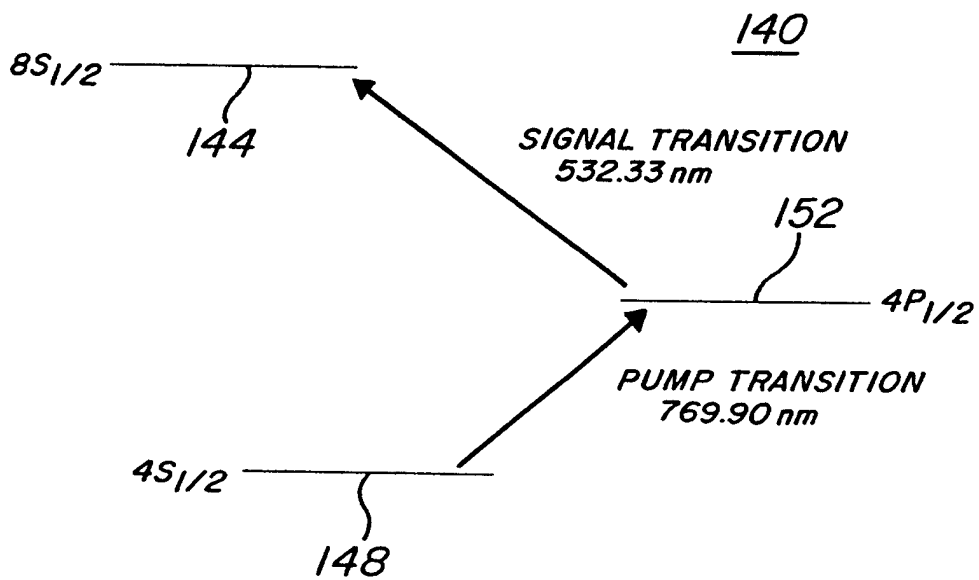 140
8S1/2
144
SIGNAL TRANSITION
532.33 nm
152
4P1/2
PUMP TRANSITION
769.90 nm
4S1/2
148